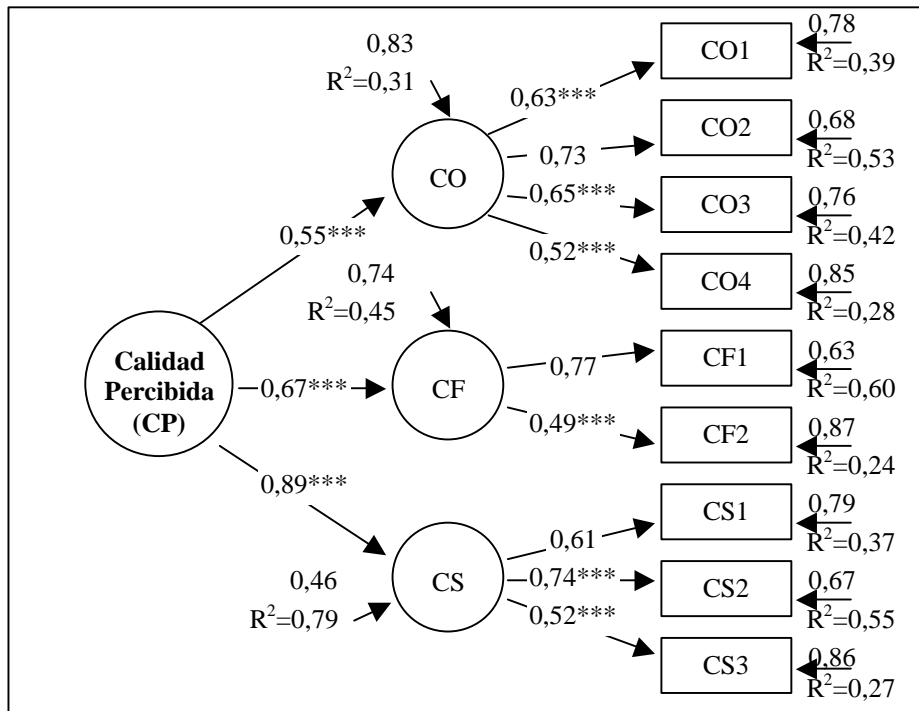 0,83
R²=0,31
0,63***
CO1
0,78
R²=0,39
CO
0,73
CO2
0,68
R²=0,53
0,65***
CO3
0,76
R²=0,42
0,55***
0,52***
CO4
0,85
R²=0,28
0,74
R²=0,45
Calidad
Percibida
(CP)
0,67***
CF
0,77
CF1
0,63
R²=0,60
0,49***
CF2
0,87
R²=0,24
0,89***
0,46
R²=0,79
CS
0,61
CS1
0,79
R²=0,37
0,74***
CS2
0,67
R²=0,55
0,52***
CS3
0,86
R²=0,27